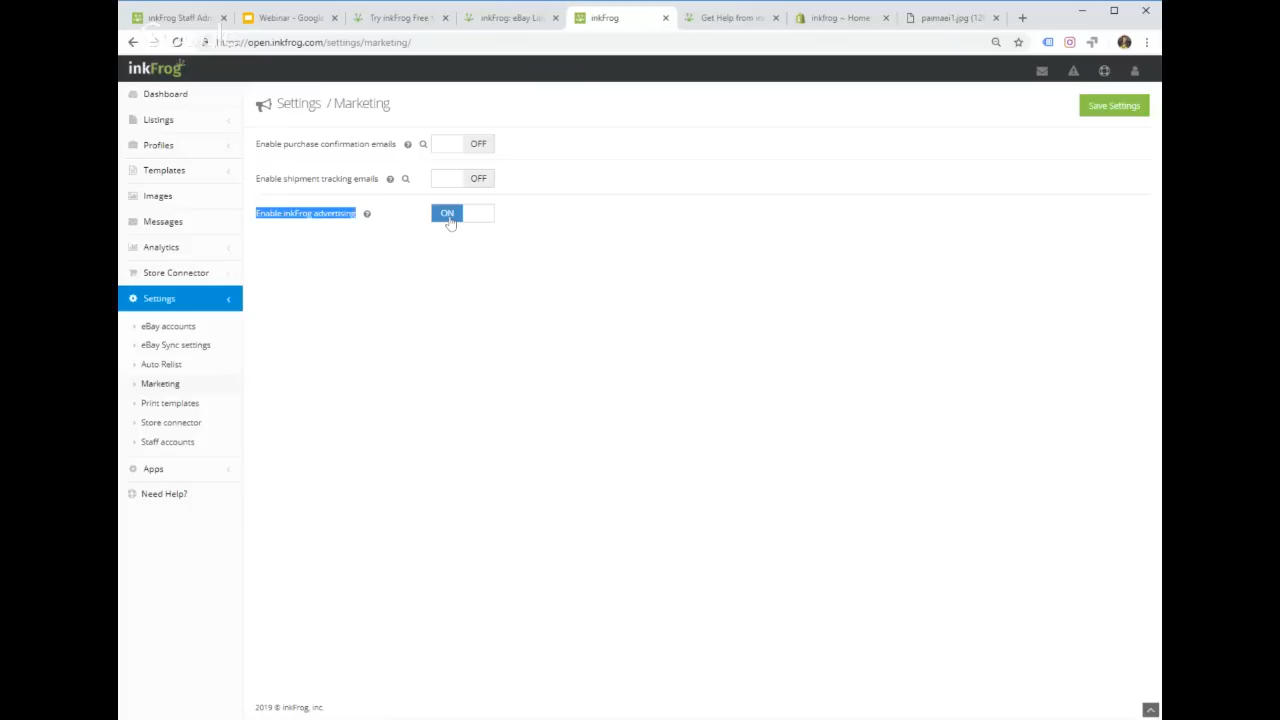 inkFrog Staff Adm
Webinar - Google
Try inkFrog Free
inkFrog: eBay Lis
inkFrog
Get Help from in
inkfrog ~ Home
paimaei1.jpg (12
https://open.inkfrog.com/settings/marketing/
inkFrog
Dashboard
Listings
Profiles
Templates
Images
Messages
Analytics
Store Connector
Settings
eBay accounts
eBay Sync settings
Auto Relist
Marketing
Print templates
Store connector
Staff accounts
Apps
Need Help?
Settings / Marketing
Save Settings
Enable purchase confirmation emails OFF
Enable shipment tracking emails OFF
Enable inkFrog advertising ON
2019 © inkFrog, inc.